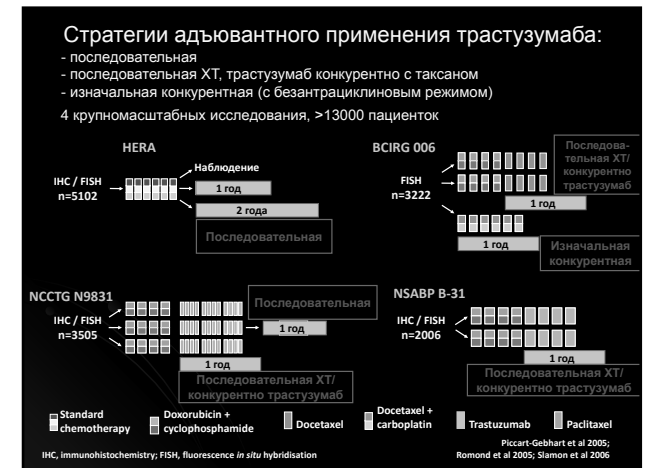 Стратегии адъювантного применения трастузумаба:
- последовательная
- последовательная ХТ, трастузумаб конкурентно с таксаном
- изначальная конкурентная (с безантрациклиновым режимом)
4 крупномасштабных исследования, >13000 пациенток
HERA
IHC / FISH
n=5102
Наблюдение
1 год
2 года
Последовательная
BCIRG 006
FISH
n=3222
Последова-
тельная ХТ/
конкурентно
трастузумаб
1 год
1 год
Изначальная
конкурентная
NCCTG N9831
IHC / FISH
n=3505
Последовательная
1 год
1 год
Последовательная ХТ/
конкурентно трастузумаб
NSABP B-31
IHC / FISH
n=2006
1 год
Последовательная ХТ/
конкурентно трастузумаб
Standard
chemotherapy
Doxorubicin +
cyclophosphamide
Docetaxel
Docetaxel +
carboplatin
Trastuzumab
Paclitaxel
Piccart-Gebhart et al 2005;
IHC, immunohistochemistry; FISH, fluorescence in situ hybridisation
Romond et al 2005; Slamon et al 2006